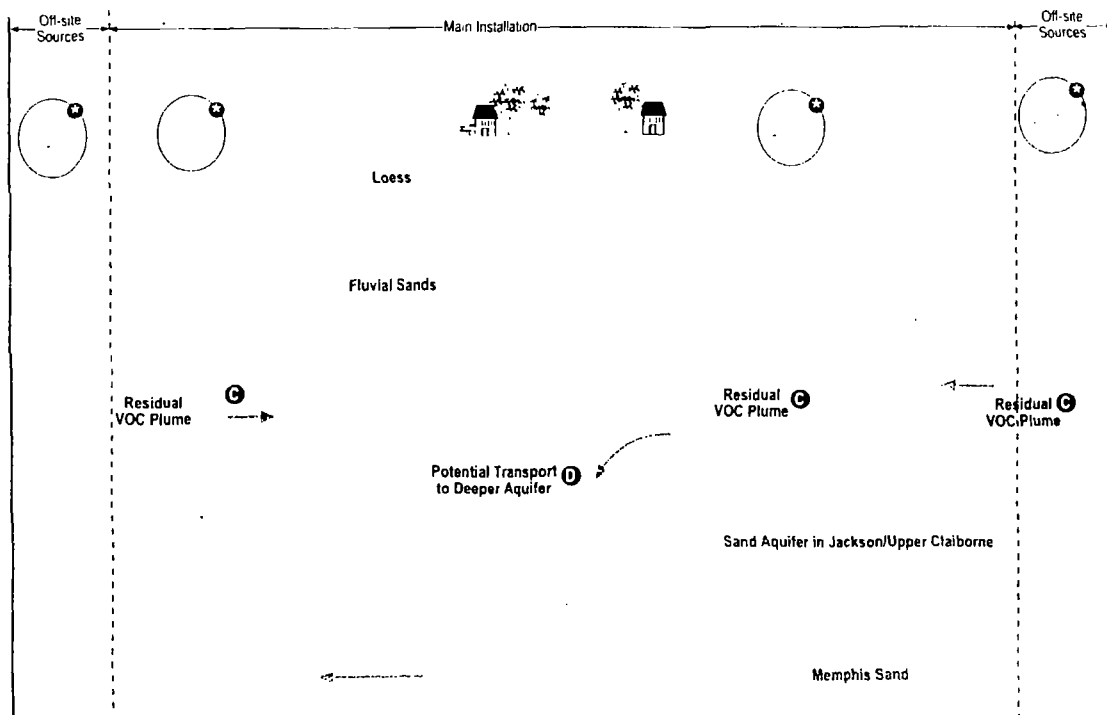 Off-site
Sources
Main Installation
Off-site
Sources
Loess
Fluvial Sands
Residual
VOC Plume
C
Residual
VOC Plume
C
Residual
VOC Plume
C
Potential Transport
to Deeper Aquifer
D
Sand Aquifer in Jackson/Upper Claiborne
Memphis Sand